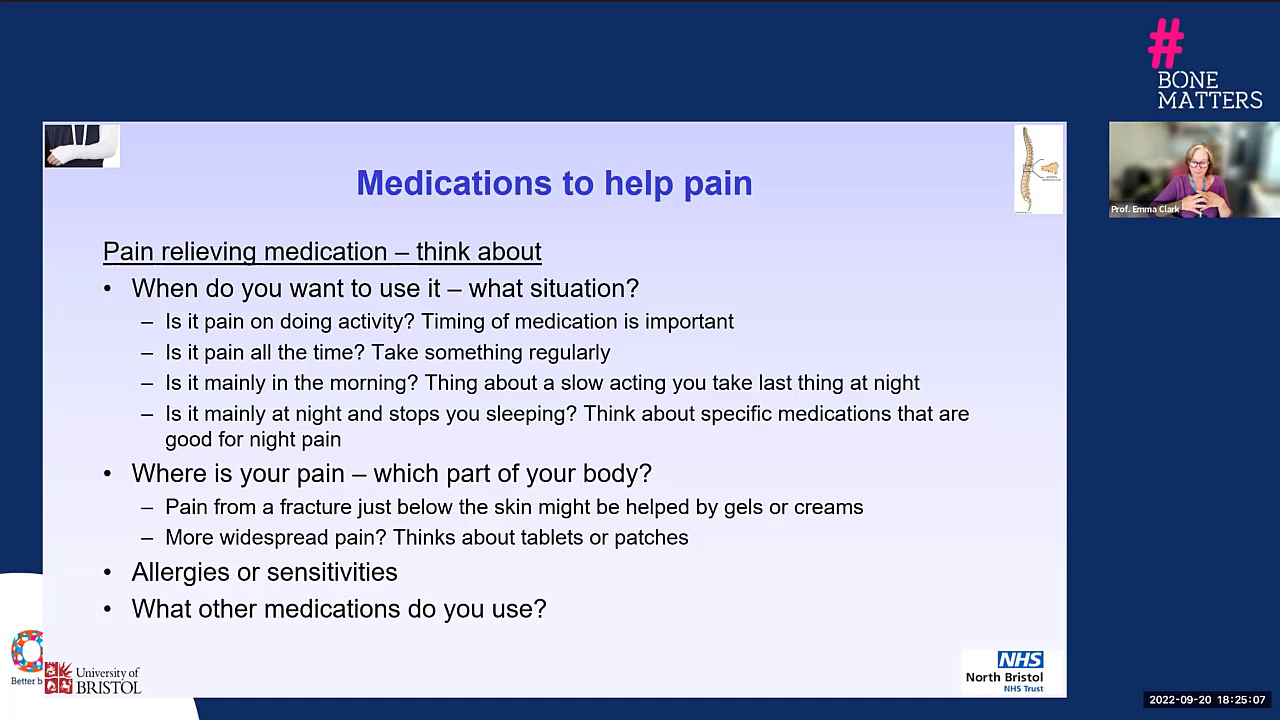 #
BONE
MATTERS
Medications to help pain
Prof. Emma Clark
Pain relieving medication – think about
• When do you want to use it – what situation?
– Is it pain on doing activity? Timing of medication is important
– Is it pain all the time? Take something regularly
– Is it mainly in the morning? Thing about a slow acting you take last thing at night
– Is it mainly at night and stops you sleeping? Think about specific medications that are
good for night pain
• Where is your pain – which part of your body?
– Pain from a fracture just below the skin might be helped by gels or creams
– More widespread pain? Thinks about tablets or patches
• Allergies or sensitivities
• What other medications do you use?
Better b
University of
BRISTOL
NHS
North Bristol
NHS Trust
2022-09-20 18:25:07